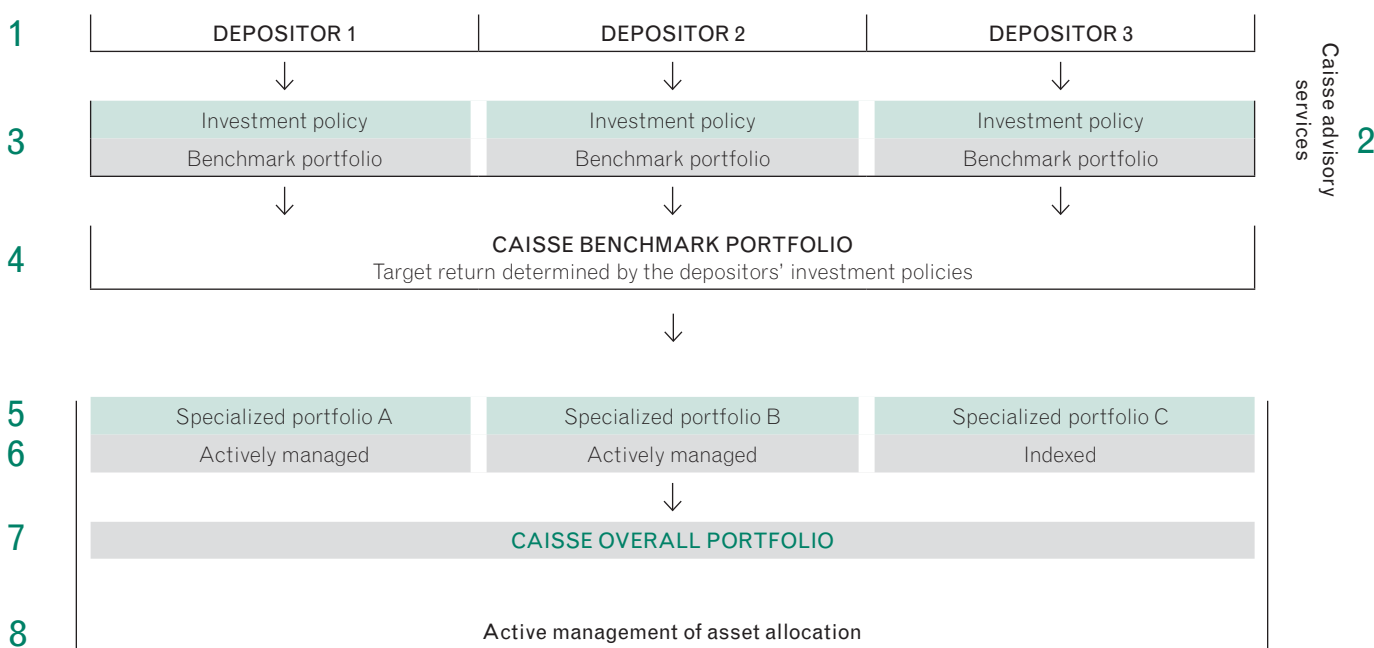 1
DEPOSITOR 1
DEPOSITOR 2
DEPOSITOR 3
Caisse advisory
services
2
3
Investment policy
Investment policy
Investment policy
Benchmark portfolio
Benchmark portfolio
Benchmark portfolio
4
CAISSE BENCHMARK PORTFOLIO
Target return determined by the depositors’ investment policies
5
Specialized portfolio A
Specialized portfolio B
Specialized portfolio C
6
Actively managed
Actively managed
Indexed
7
CAISSE OVERALL PORTFOLIO
8
Active management of asset allocation